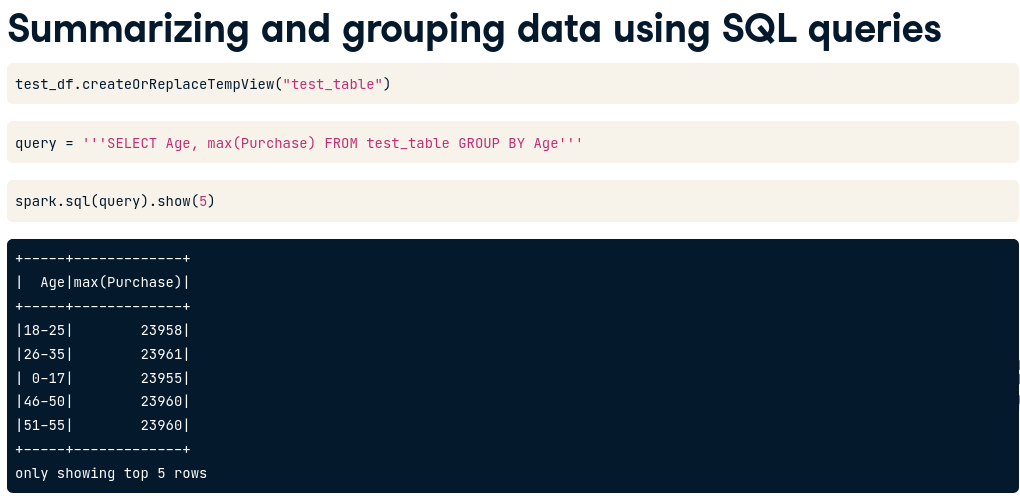 Summarizing and grouping data using SQL queries
test_df.createOrReplaceTempView("test_table")
query = '''SELECT Age, max(Purchase) FROM test_table GROUP BY Age'''
spark.sql(query).show(5)
+-----+-------------+
|  Age|max(Purchase)|
+-----+-------------+
|18-25|        23958|
|26-35|        23961|
| 0-17|        23955|
|46-50|        23960|
|51-55|        23960|
+-----+-------------+
only showing top 5 rows